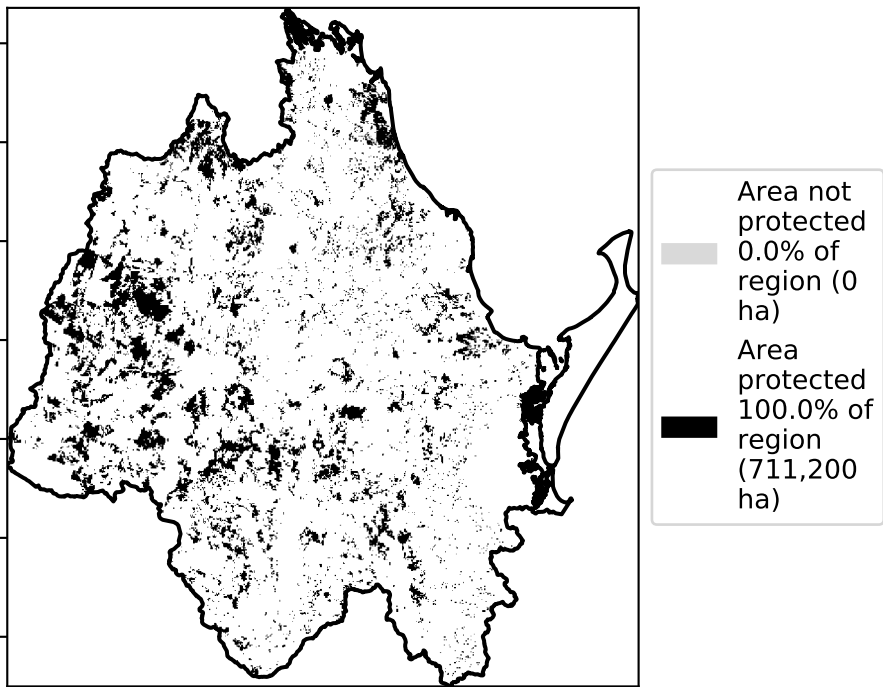 Area not
protected
0.0% of
region (0
ha)
Area
protected
100.0% of
region
(711,200
ha)